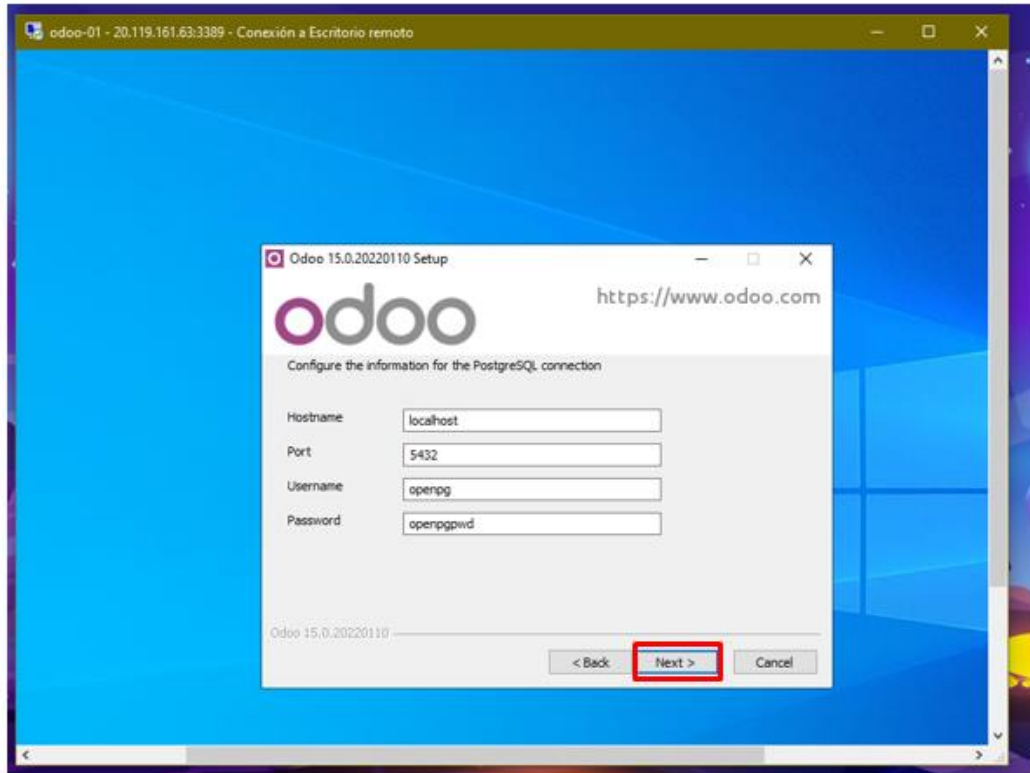 odoo-01 - 20.119.161.63:3389 - Conexión a Escritorio remoto
Odoo 15.0.20220110 Setup
odoo
https://www.odoo.com
Configure the information for the PostgreSQL connection
Hostname localhost
Port 5432
Username openpg
Password openpgpwd
Odoo 15.0.20220110
< Back Next > Cancel